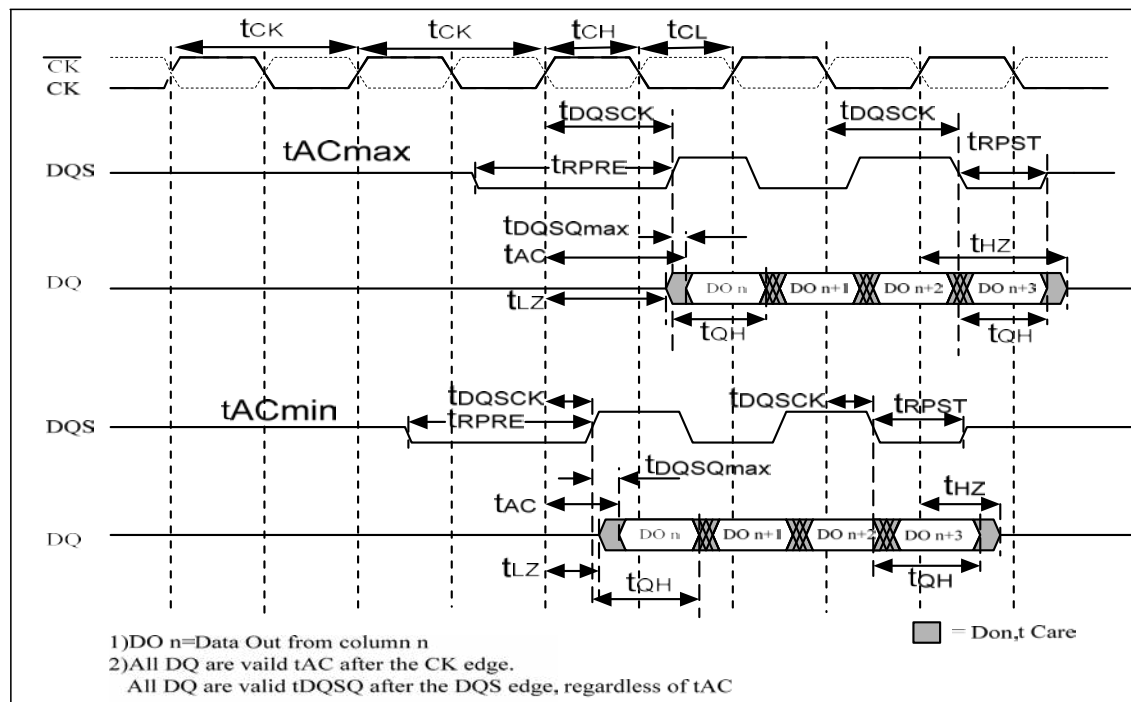 tCK tCK tCH tCL
CK
CK
tDQSCK tDQSCK
tACmax tRPST
DQS tRPRE
tDQSQmax
tAC tHZ
DQ DO n DO n+1 DO n+2 DO n+3
tLZ
tQH tQH
tDQSCK tDQSCK
tACmin tRPST
DQS tRPRE
tDQSQmax
tAC tHZ
DQ DO n DO n+1 DO n+2 DO n+3
tLZ
tQH tQH
1)DO n=Data Out from column n
= Don,t Care
2)All DQ are vaild tAC after the CK edge.
All DQ are valid tDQSQ after the DQS edge, regardless of tAC